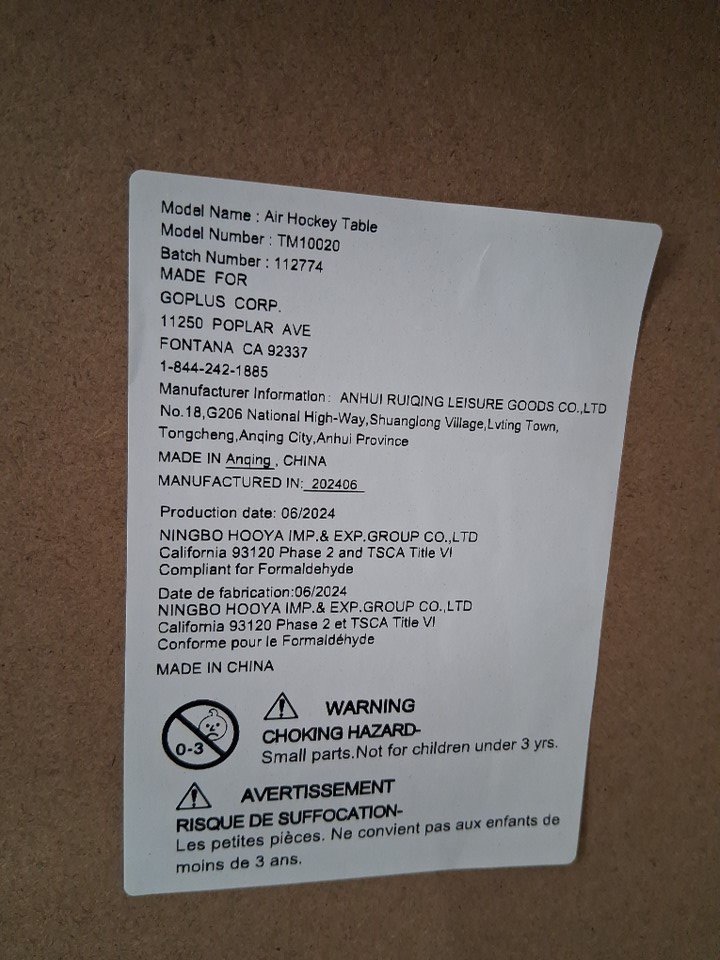 Model Name : Air Hockey Table
Model Number : TM10020
Batch Number : 112774
MADE FOR
GOPLUS CORP.
11250 POPLAR AVE
FONTANA CA 92337
1-844-242-1885
Manufacturer Information: ANHUI RUIQING LEISURE GOODS CO.,LTD
No.18,G206 National High-Way,Shuanglong Village,Lvting Town,
Tongcheng,Anqing City,Anhui Province
MADE IN Anqing , CHINA
MANUFACTURED IN: 202406
Production date: 06/2024
NINGBO HOOYA IMP.& EXP.GROUP CO.,LTD
California 93120 Phase 2 and TSCA Title VI
Compliant for Formaldehyde
Date de fabrication:06/2024
NINGBO HOOYA IMP.& EXP.GROUP CO.,LTD
California 93120 Phase 2 et TSCA Title VI
Conforme pour le Formaldéhyde
MADE IN CHINA
0-3
WARNING
CHOKING HAZARD-
Small parts.Not for children under 3 yrs.
AVERTISSEMENT
RISQUE DE SUFFOCATION-
Les petites pièces. Ne convient pas aux enfants de
moins de 3 ans.